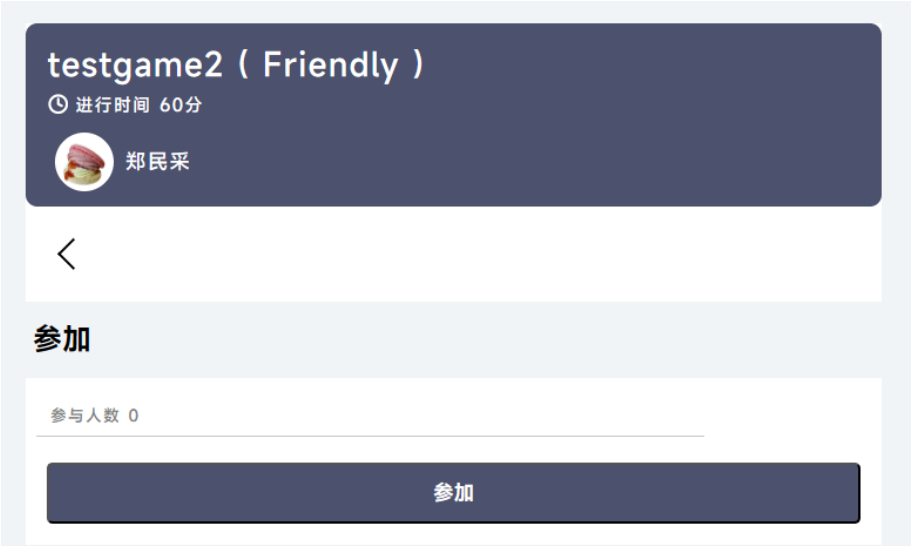 testgame2 ( Friendly )
进行时间 60分
郑民采
参加
参与人数 0
参加